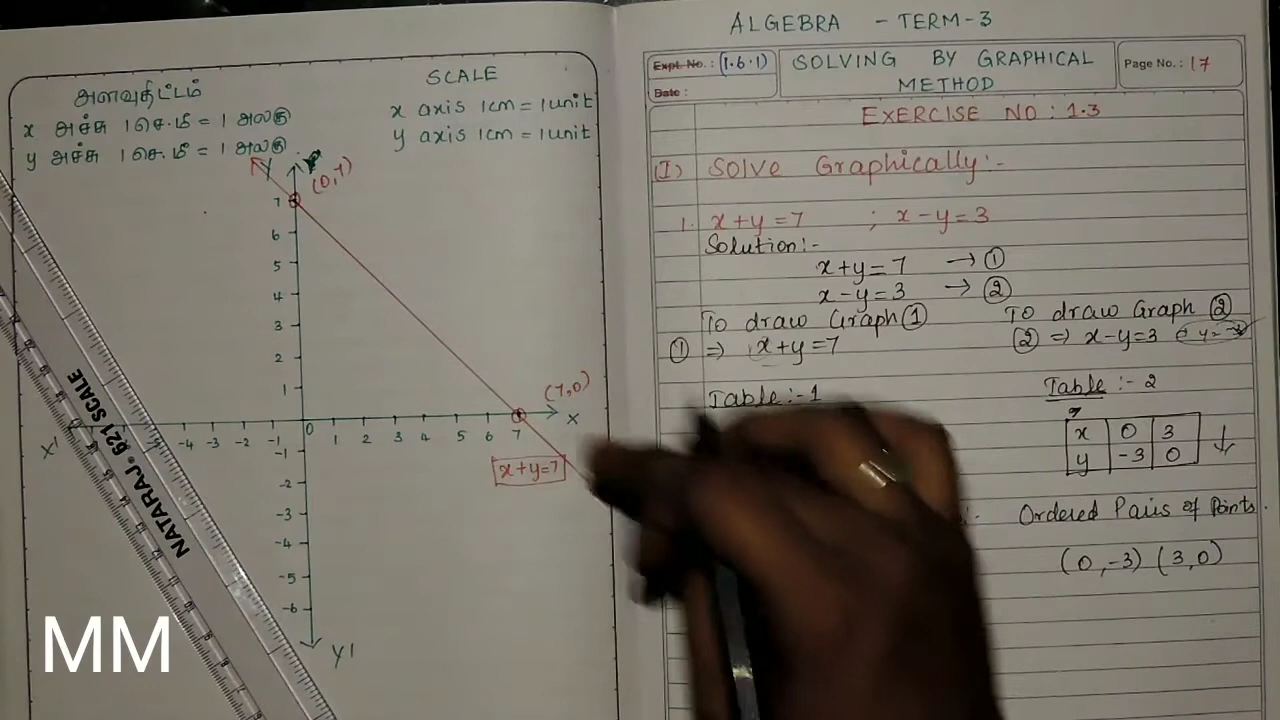 ALGEBRA - TERM-3
Expt. No. : (1.6.1)
SOLVING BY GRAPHICAL METHOD
Page No. : 17
Date :
EXERCISE NO : 1.3
(I) SOLVE Graphically:-
1. x+y=7 ; x-y=3
Solution:-
x+y=7 → ①
x-y=3 → ②
To draw Graph ①
① ⇒ x+y=7
Table:-1
To draw Graph ②
② ⇒ x-y=3
Table:-2
x 0 3
y -3 0
Ordered Pairs of Points.
(0,-3) (3,0)
அளவுதிட்டம்
x அச்சு 1செ.மீ = 1 அலகு
y அச்சு 1செ.மீ = 1 அலகு
SCALE
x axis 1cm = 1unit
y axis 1cm = 1unit
Y
(0,7)
7
6
5
4
3
2
1
(7,0)
X' -4 -3 -2 -1 0 1 2 3 4 5 6 7 X
x+y=7
-1
-2
-3
-4
-5
-6
Y'
NATARAJ. 621 SCALE
MM